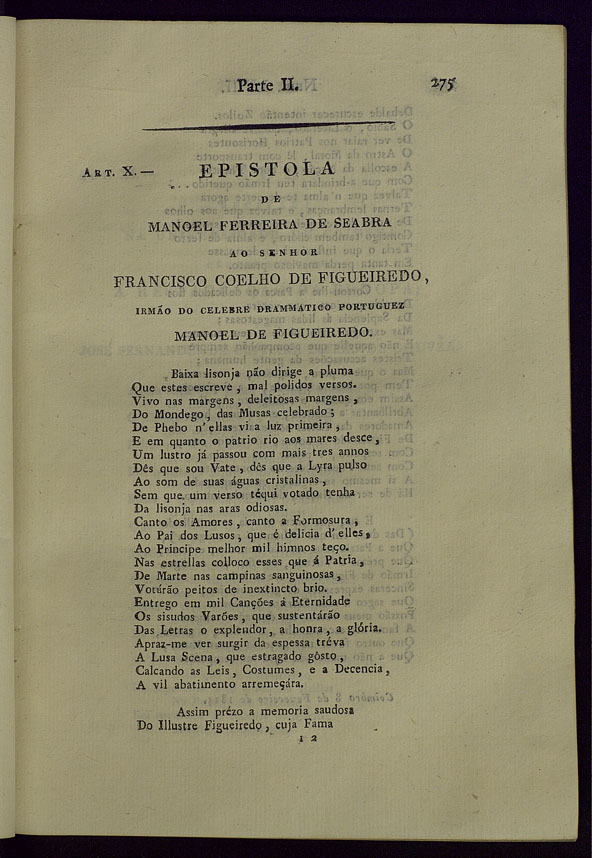 Parte II.
275
ART. X. —
EPISTOLA
DE
MANOEL FERREIRA DE SEABRA
AO SENHOR
FRANCISCO COELHO DE FIGUEIREDO,
IRMÃO DO CELEBRE DRAMMATICO PORTUGUEZ
MANOEL DE FIGUEIREDO.
Baixa lisonja não dirige a pluma
Que estes escreve, mal polidos versos.
Vivo nas margens, deleitosas margens,
Do Mondego, das Musas celebrado;
De Phebo n'ellas vi a luz primeira,
E em quanto o patrio rio aos mares desce,
Um lustro já passou com mais tres annos
Dês que sou Vate, dês que a Lyra pulso
Ao som de suas águas cristalinas,
Sem que um verso téqui votado tenha
Da lisonja nas aras odiosas.
Canto os Amores, canto a Formosura,
Ao Pai dos Lusos, que é delicia d'elles,
Ao Principe melhor mil himnos teço.
Nas estrellas colloco esses que á Patria,
De Marte nas campinas sanguinosas,
Votárão peitos de inextincto brio.
Entrego em mil Canções á Eternidade
Os sisudos Varões, que sustentárão
Das Letras o explendor, a honra, a glória.
Apraz-me ver surgir da espessa tréva
A Lusa Scena, que estragado gôsto,
Calcando as Leis, Costumes, e a Decencia,
A vil abatimento arremeçára.
Assim prézo a memoria saudosa
Do Illustre Figueiredo, cuja Fama
1 2